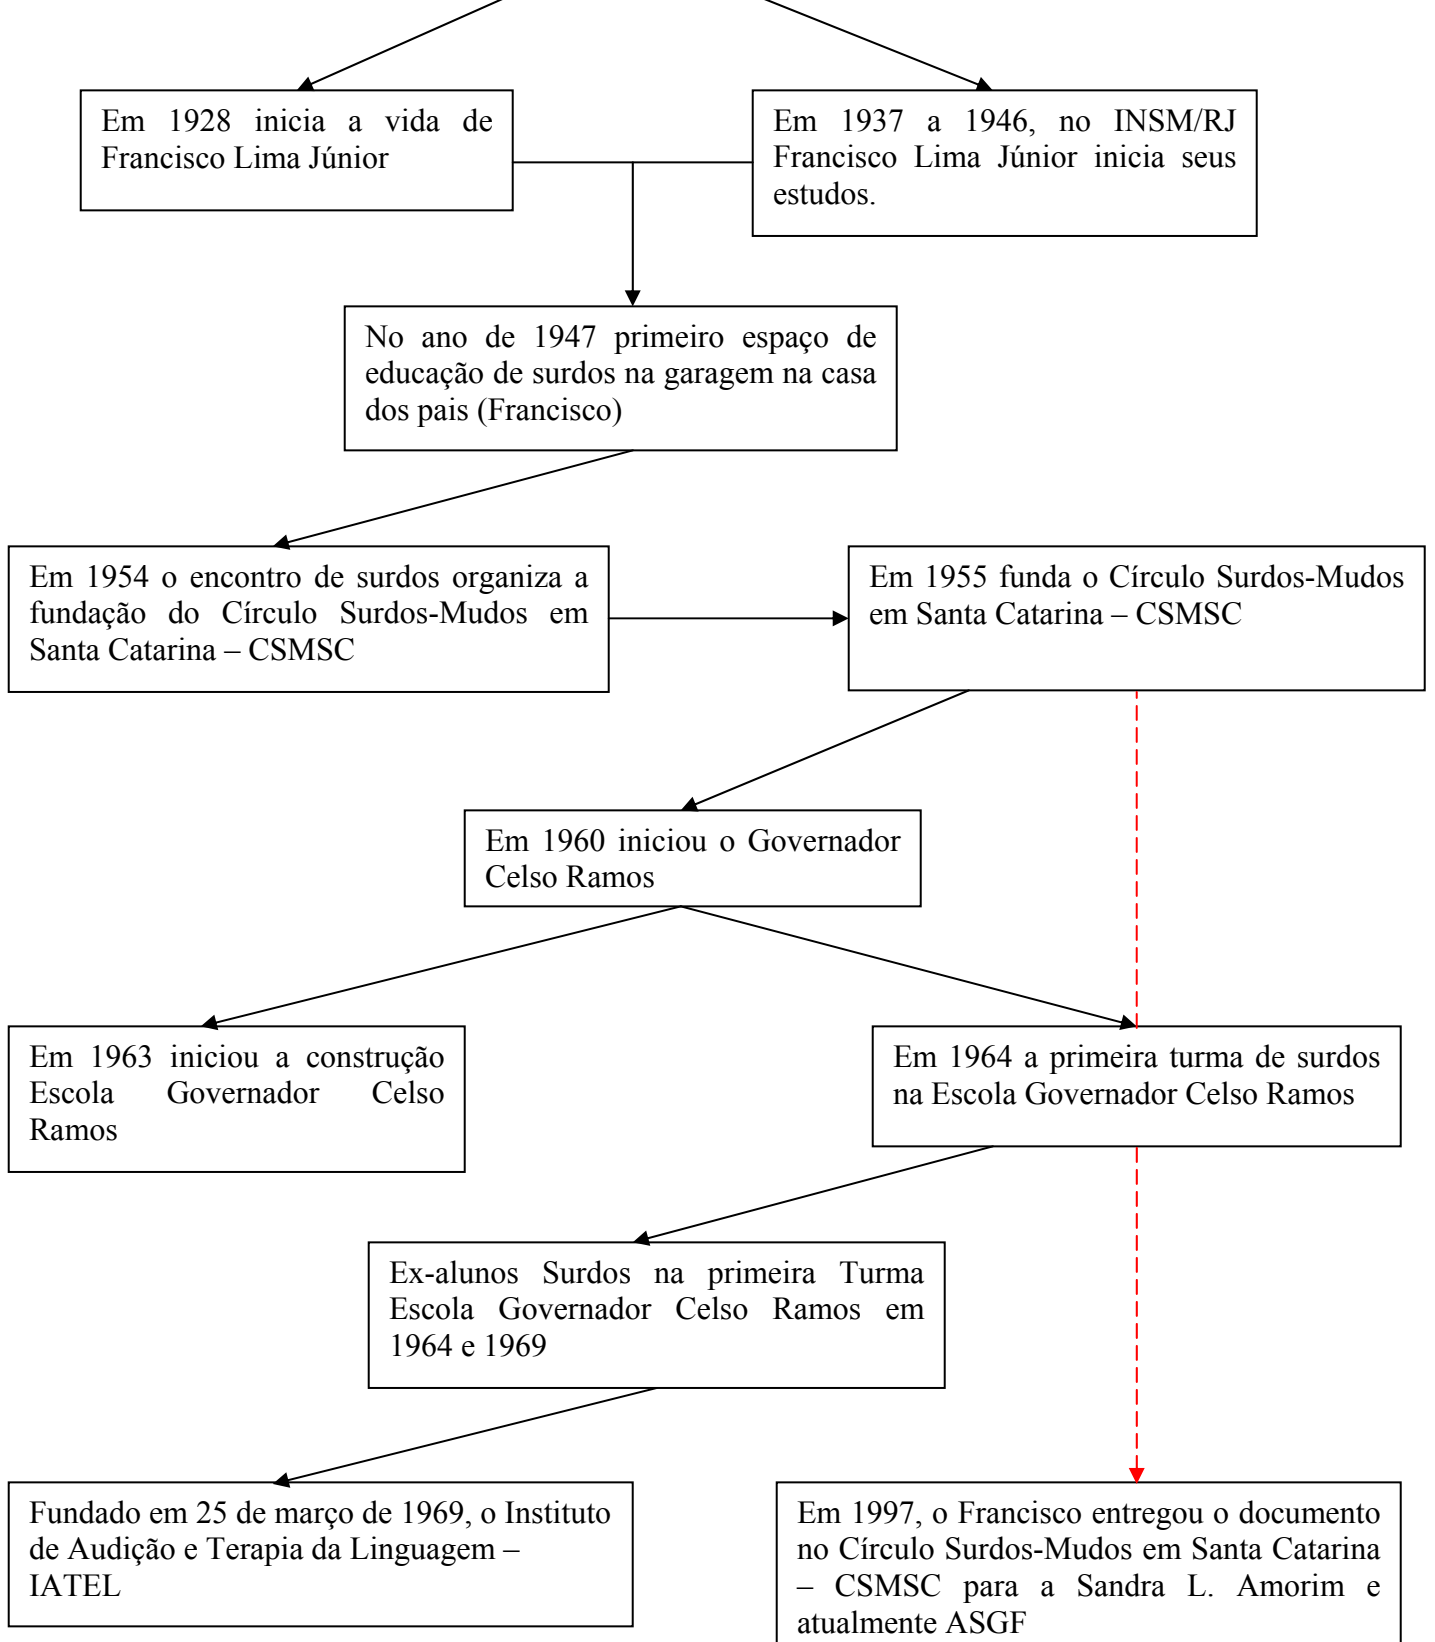 Em 1928 inicia a vida de
Francisco Lima Júnior
Em 1937 a 1946, no INSM/RJ
Francisco Lima Júnior inicia seus
estudos.
No ano de 1947 primeiro espaço de
educação de surdos na garagem na casa
dos pais (Francisco)
Em 1954 o encontro de surdos organiza a
fundação do Círculo Surdos-Mudos em
Santa Catarina – CSMSC
Em 1955 funda o Círculo Surdos-Mudos
em Santa Catarina – CSMSC
Em 1960 iniciou o Governador
Celso Ramos
Em 1963 iniciou a construção
Escola Governador Celso
Ramos
Em 1964 a primeira turma de surdos
na Escola Governador Celso Ramos
Ex-alunos Surdos na primeira Turma
Escola Governador Celso Ramos em
1964 e 1969
Fundado em 25 de março de 1969, o Instituto
de Audição e Terapia da Linguagem –
IATEL
Em 1997, o Francisco entregou o documento
no Círculo Surdos-Mudos em Santa Catarina
– CSMSC para a Sandra L. Amorim e
atualmente ASGF